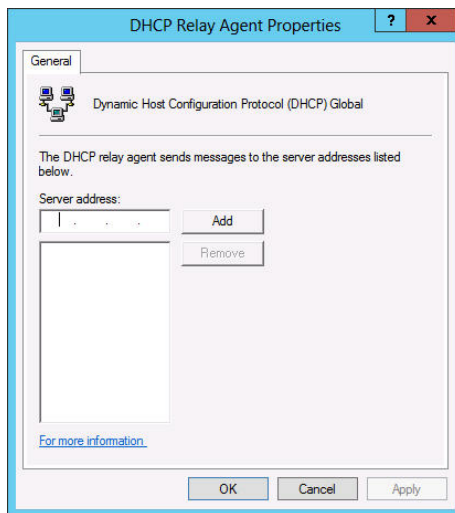 DHCP Relay Agent Properties
? x
General
Dynamic Host Configuration Protocol (DHCP) Global
The DHCP relay agent sends messages to the server addresses listed
below.
Server address:
. . .
Add
Remove
For more information
OK Cancel Apply